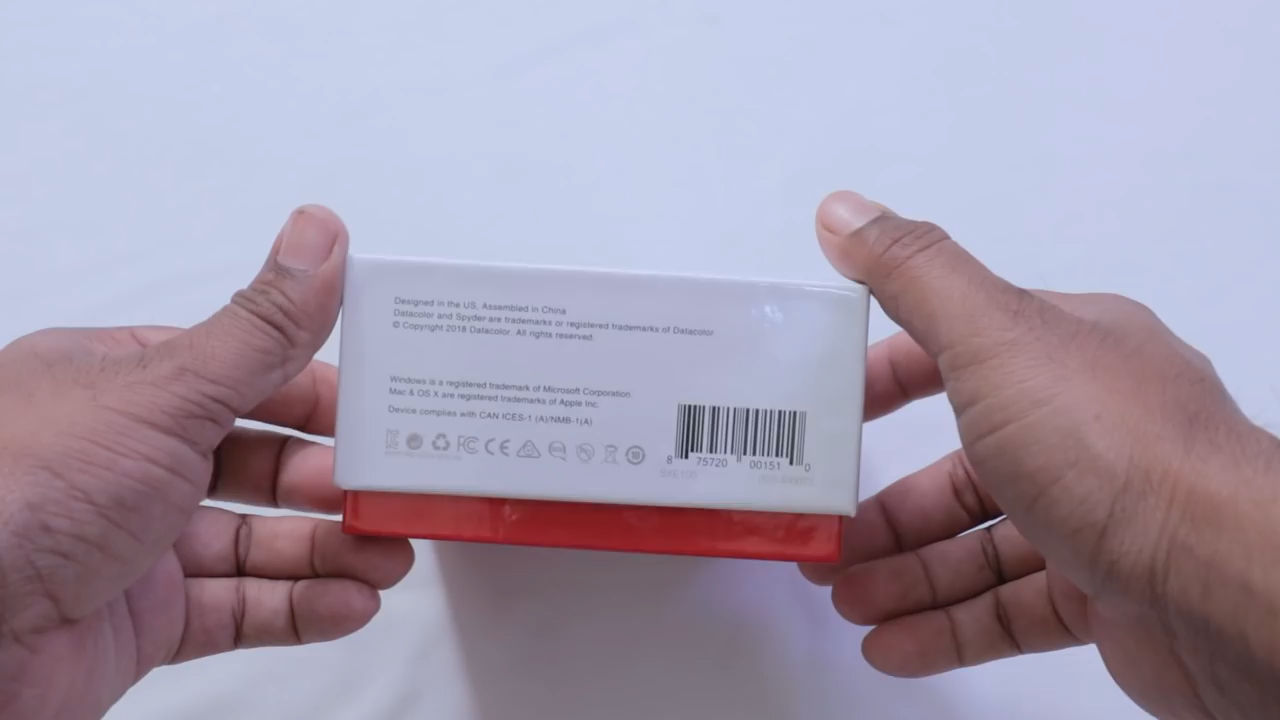 Designed in the US, Assembled in China
Datacolor and Spyder are trademarks or registered trademarks of Datacolor
© Copyright 2018 Datacolor. All rights reserved.
Windows is a registered trademark of Microsoft Corporation
Mac & OS X are registered trademarks of Apple Inc.
Device complies with CAN ICES-1 (A)/NMB-1(A)
FC CE
8 75720 00151 0